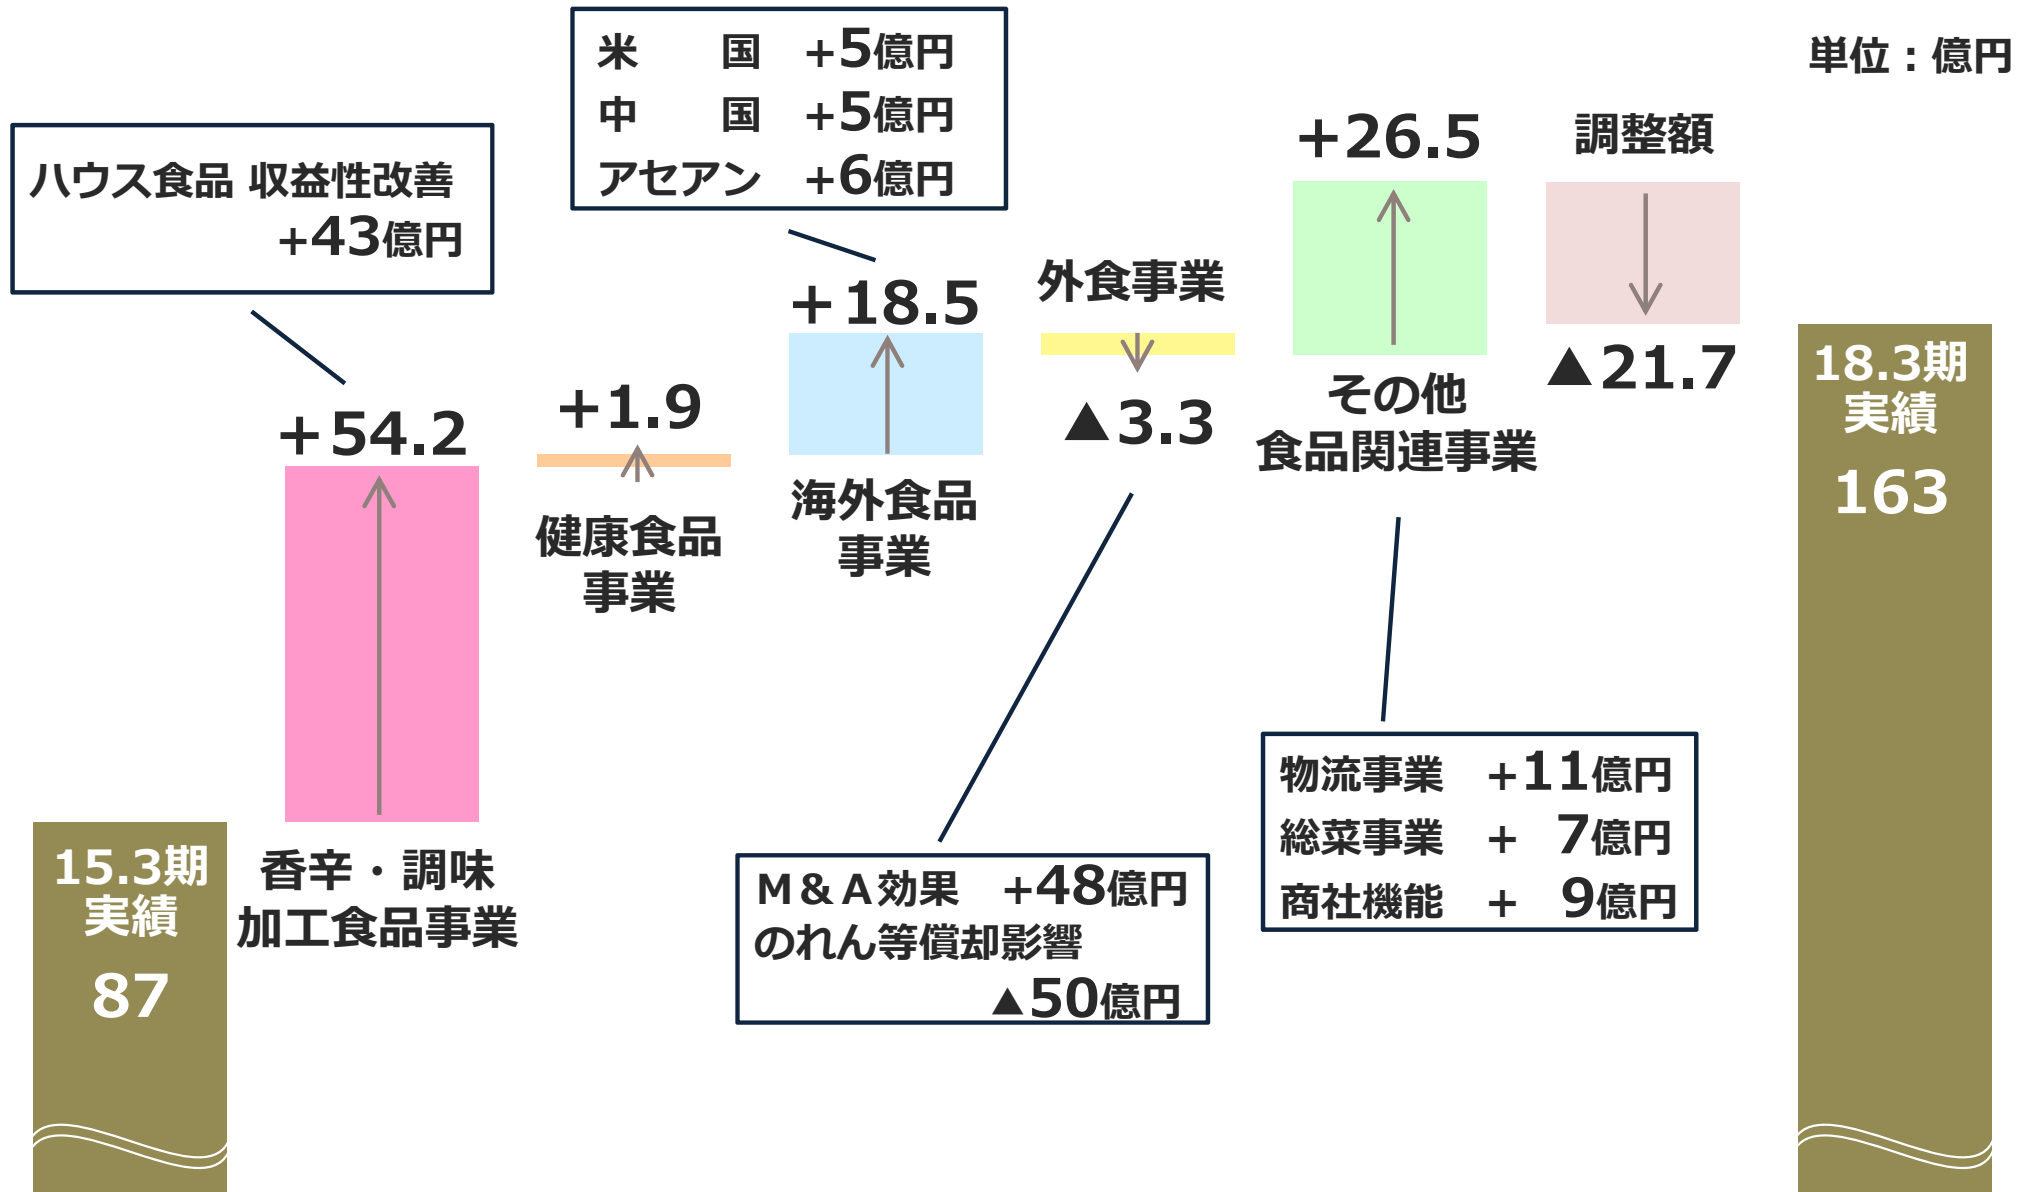 単位：億円
米　　国　+5億円
中　　国　+5億円
アセアン　+6億円
ハウス食品 収益性改善
+43億円
+26.5
調整額
外食事業
+18.5
▲21.7
18.3期
実績
163
+1.9
▲3.3
その他
食品関連事業
+54.2
海外食品
事業
健康食品
事業
15.3期
実績
87
香辛・調味
加工食品事業
物流事業　+11億円
総菜事業　+　7億円
商社機能　+　9億円
Ｍ＆Ａ効果　+48億円
のれん等償却影響
▲50億円